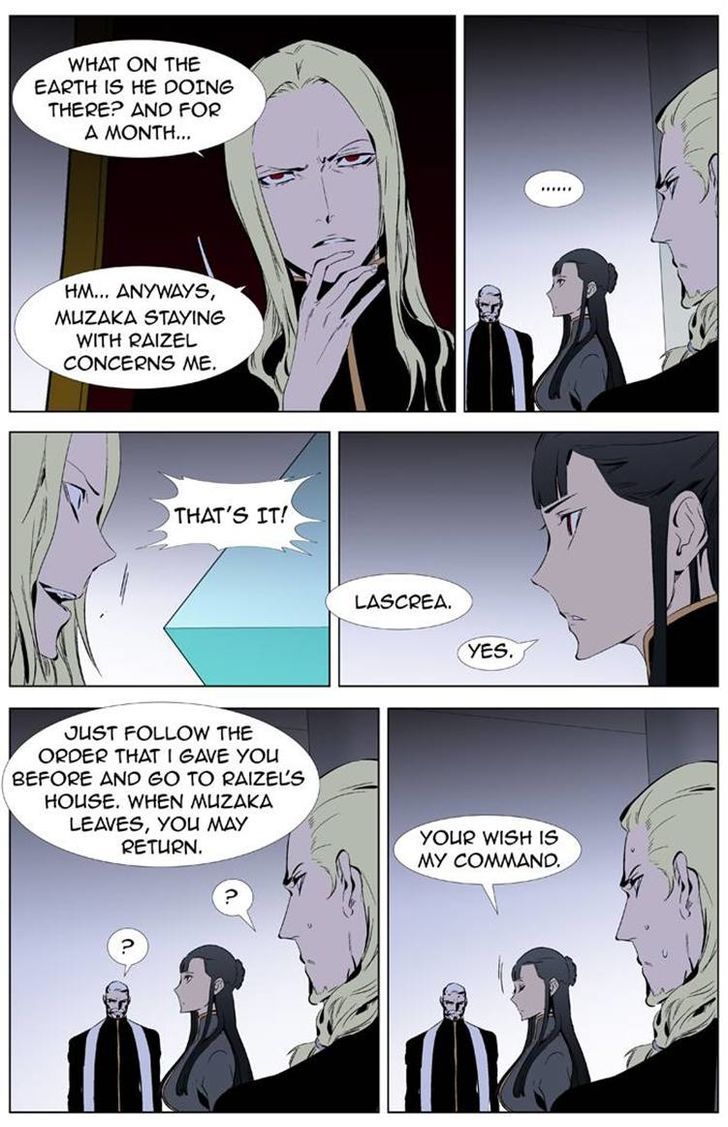 WHAT ON THE
EARTH IS HE DOING
THERE? AND FOR
A MONTH...
HM... ANYWAYS,
MUZAKA STAYING
WITH RAIZEL
CONCERNS ME.
......
THAT'S IT!
LASCREA.
YES.
JUST FOLLOW THE
ORDER THAT I GAVE YOU
BEFORE AND GO TO RAIZEL'S
HOUSE. WHEN MUZAKA
LEAVES, YOU MAY
RETURN.
?
?
YOUR WISH IS
MY COMMAND.